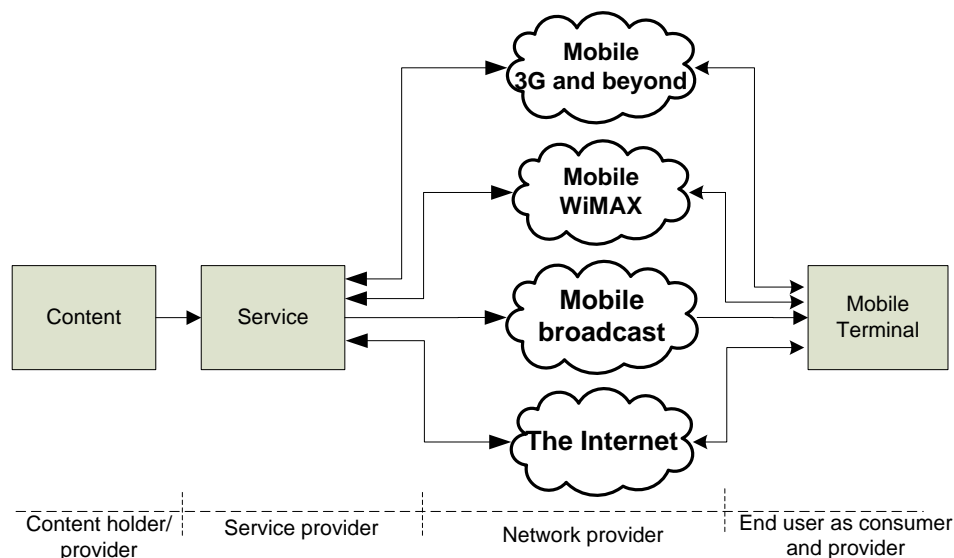 Mobile
3G and beyond
Mobile
WiMAX
Content
Service
Mobile
broadcast
Mobile
Terminal
The Internet
Content holder/
provider
Service provider
Network provider
End user as consumer
and provider